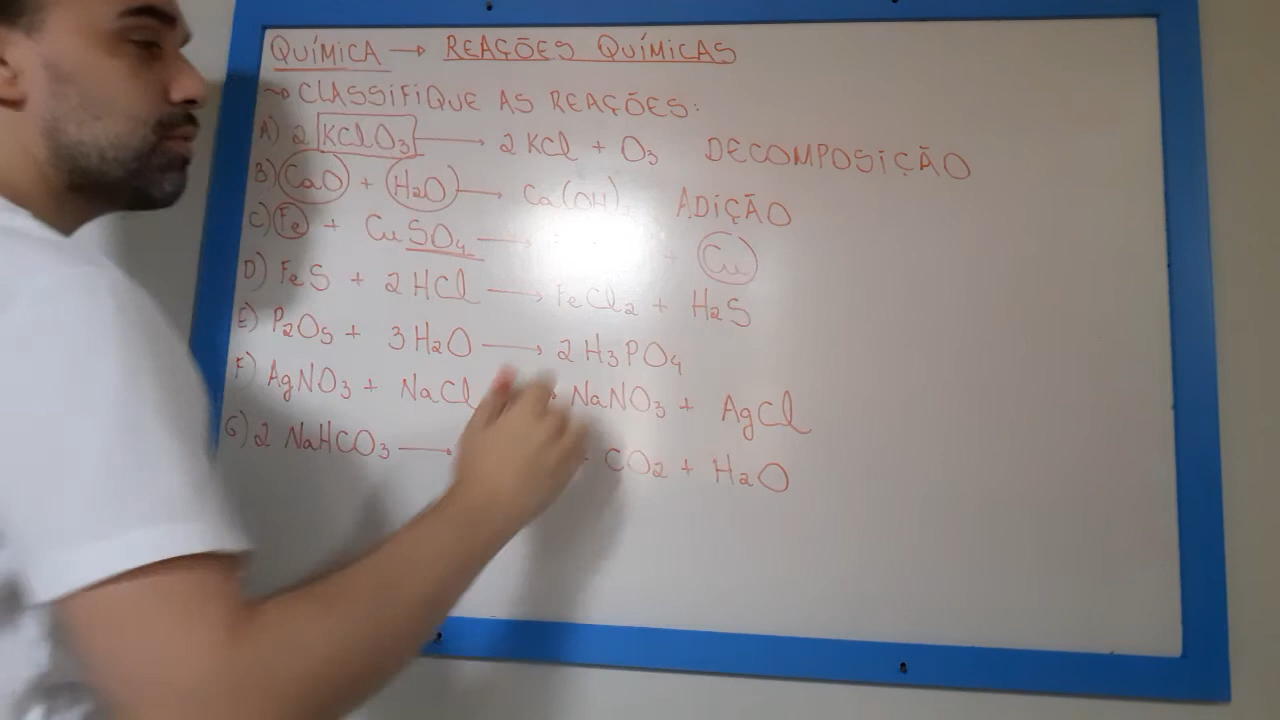 QUÍMICA → REAÇÕES QUÍMICAS
~> CLASSIFIQUE AS REAÇÕES:
A) 2 KClO3 → 2 KCl + O3 DECOMPOSIÇÃO
B) CaO + H2O → Ca(OH) ADIÇÃO
C) Fe + CuSO4 → + Cu
D) FeS + 2 HCl → FeCl2 + H2S
E) P2O5 + 3 H2O → 2 H3PO4
F) AgNO3 + NaCl → NaNO3 + AgCl
G) 2 NaHCO3 → CO2 + H2O